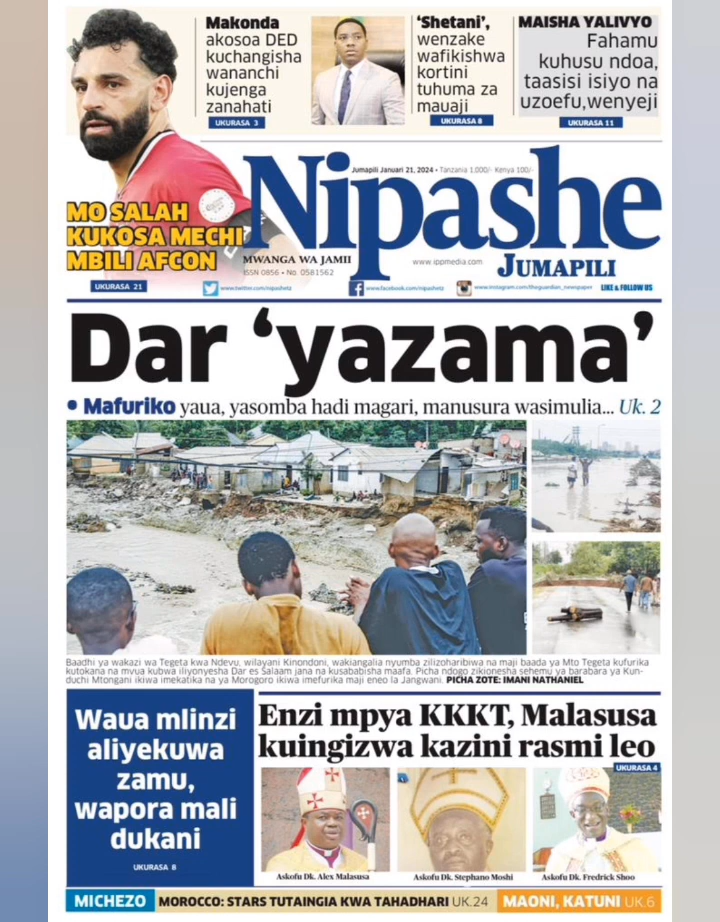 Makonda
akosoa DED
kuchangisha
wananchi
kujenga
zanahati
UKURASA 3
'Shetani',
wenzake
wafikishwa
kortini
tuhuma za
mauaji
UKURASA 8
MAISHA YALIVYO
Fahamu
kuhusu ndoa,
taasisi isiyo na
uzoefu,wenyeji
UKURASA 11
MO SALAH
KUKOSA MECHI
MBILI AFCON
UKURASA 21
Jumapili Januari 21, 2024 • Tanzania 1,000/- Kenya 100/-
Nipashe
MWANGA WA JAMII
ISSN 0856 • No. 0581562
www.ippmedia.com
JUMAPILI
www.twitter.com/nipashetz
www.facebook.com/nipashetz
www.instagram.com/theguardian_newspaper
LIKE & FOLLOW US
Dar 'yazama'
• Mafuriko yaua, yasomba hadi magari, manusura wasimulia... Uk. 2
Baadhi ya wakazi wa Tegeta kwa Ndevu, wilayani Kinondoni, wakiangalia nyumba zilizoharibiwa na maji baada ya Mto Tegeta kufurika
kutokana na mvua kubwa iliyonyesha Dar es Salaam jana na kusababisha maafa. Picha ndogo zikionesha sehemu ya barabara ya Kun-
duchi Mtongani ikiwa imekatika na ya Morogoro ikiwa imefurika maji eneo la Jangwani. PICHA ZOTE: IMANI NATHANIEL
Waua mlinzi
aliyekuwa
zamu,
wapora mali
dukani
UKURASA 8
Enzi mpya KKKT, Malasusa
kuingizwa kazini rasmi leo
UKURASA 4
Askofu Dk. Alex Malasusa
Askofu Dk. Stephano Moshi
Askofu Dk. Fredrick Shoo
MICHEZO
MOROCCO: STARS TUTAINGIA KWA TAHADHARI UK.24
MAONI, KATUNI UK.6